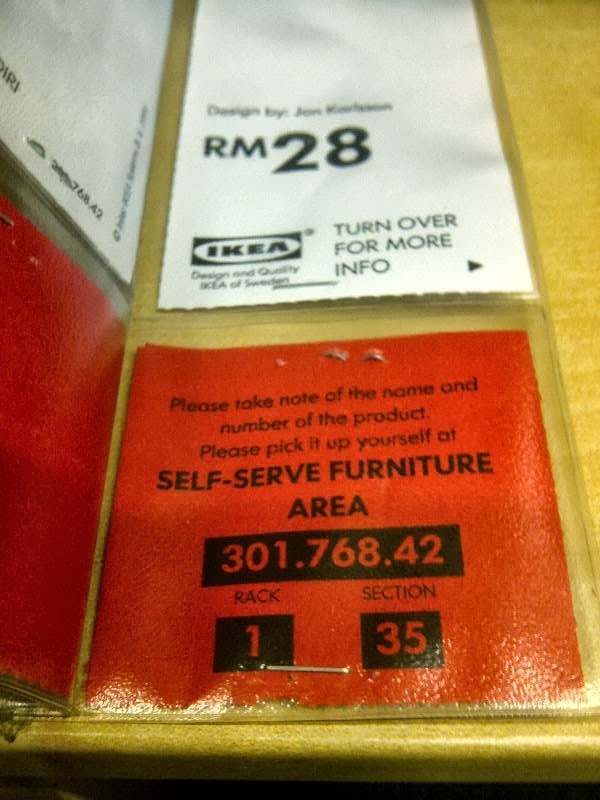 768.42
Design by: Jon Karlsson
RM28
IKEA®
Design and Quality
IKEA of Sweden
TURN OVER
FOR MORE
INFO
Please take note of the name and
number of the product.
Please pick it up yourself at
SELF-SERVE FURNITURE
AREA
301.768.42
RACK SECTION
1 35